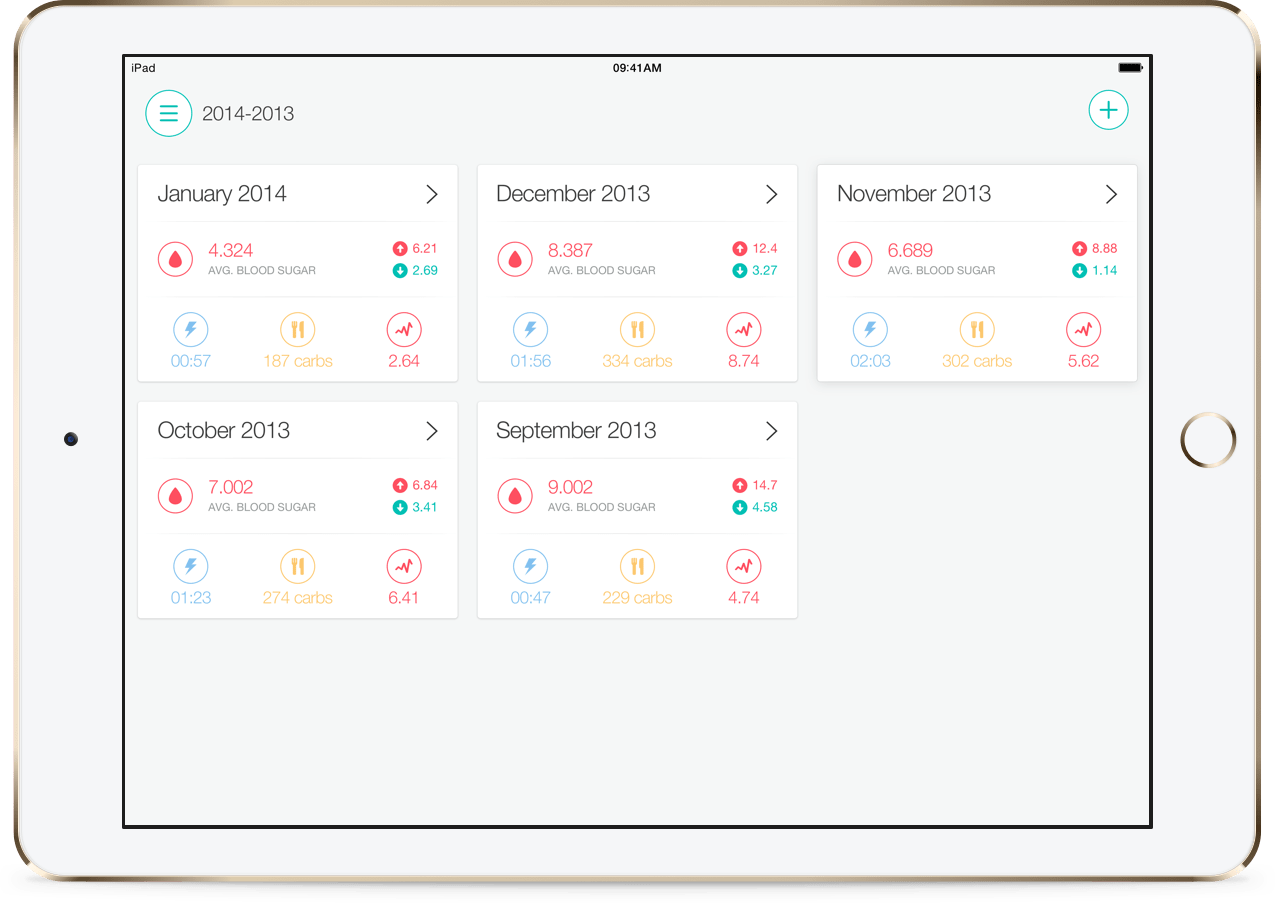 iPad 09:41AM
2014-2013
January 2014
4.324
AVG. BLOOD SUGAR
6.21
2.69
00:57
187 carbs
2.64
December 2013
8.387
AVG. BLOOD SUGAR
12.4
3.27
01:56
334 carbs
8.74
November 2013
6.689
AVG. BLOOD SUGAR
8.88
1.14
02:03
302 carbs
5.62
October 2013
7.002
AVG. BLOOD SUGAR
6.84
3.41
01:23
274 carbs
6.41
September 2013
9.002
AVG. BLOOD SUGAR
14.7
4.58
00:47
229 carbs
4.74